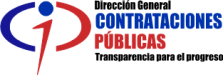 Dirección General
CONTRATACIONES
PÚBLICAS
Transparencia para el progreso